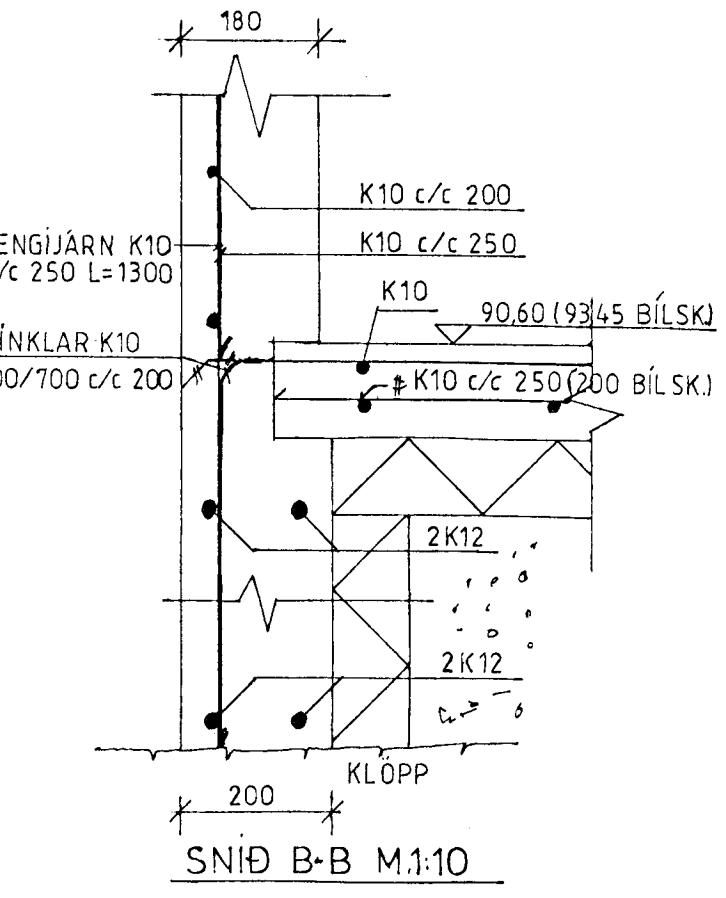 180
K10 c/c 200
ENGIJÁRN K10
K10 c/c 250
/c 250 L=1300
K10
90,60 (93,45 BÍLSK.)
ÍNKLAR K10
00/700 c/c 200
# K10 c/c 250 (200 BÍLSK.)
2K12
2K12
KLÖPP
200
SNIÐ B-B M.1:10